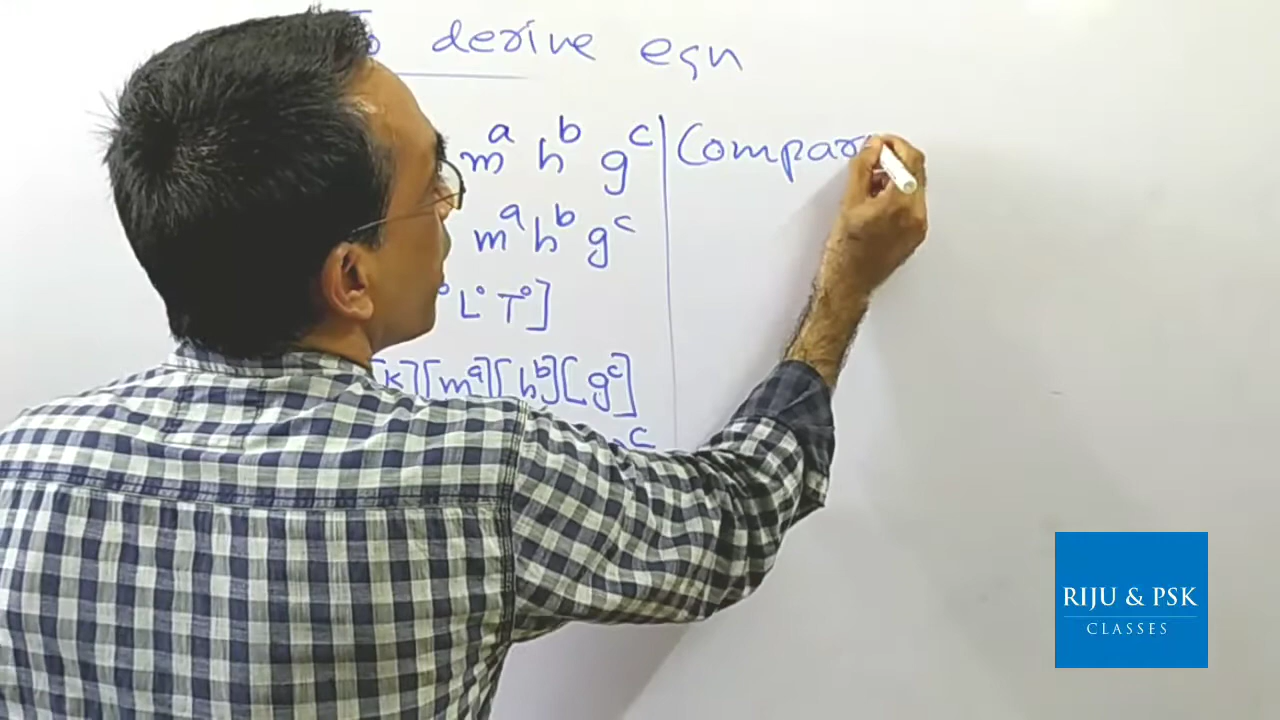 derive eqn
m^a h^b g^c
Compar
m^a h^b g^c
° L° T°]
[K][m^a][h^b][g^c]
c
RIJU & PSK
CLASSES